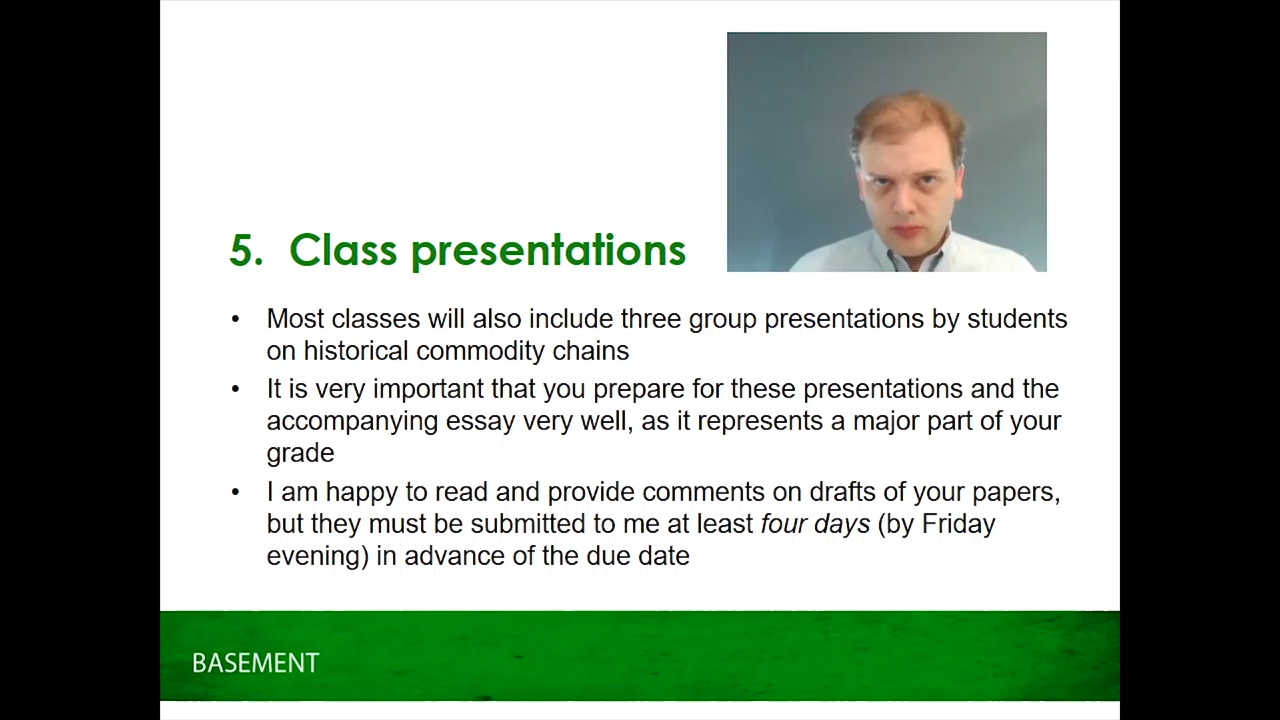 5. Class presentations
• Most classes will also include three group presentations by students
on historical commodity chains
• It is very important that you prepare for these presentations and the
accompanying essay very well, as it represents a major part of your
grade
• I am happy to read and provide comments on drafts of your papers,
but they must be submitted to me at least four days (by Friday
evening) in advance of the due date
BASEMENT